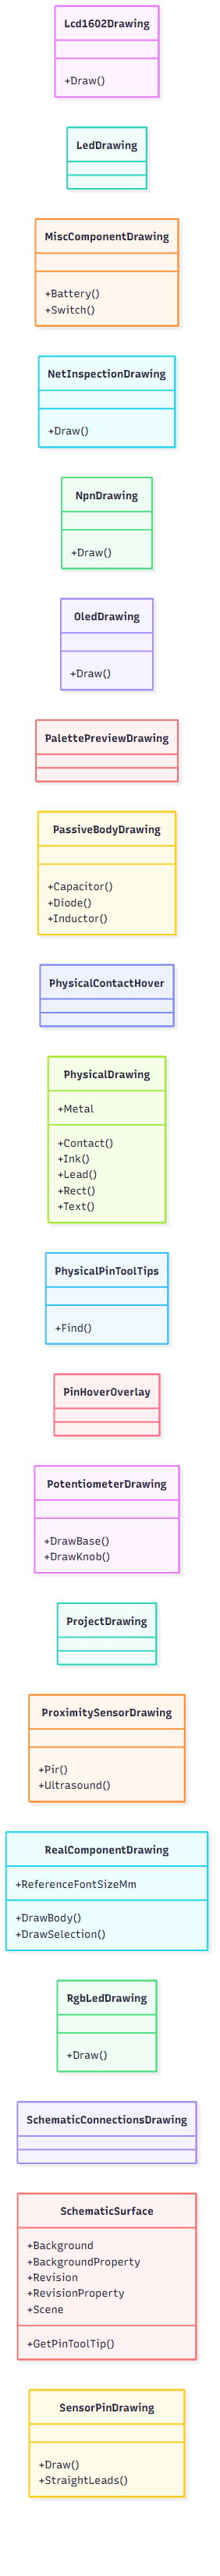 Lcd1602Drawing
+Draw()
LedDrawing
MiscComponentDrawing
+Battery()
+Switch()
NetInspectionDrawing
+Draw()
NpnDrawing
+Draw()
OledDrawing
+Draw()
PalettePreviewDrawing
PassiveBodyDrawing
+Capacitor()
+Diode()
+Inductor()
PhysicalContactHover
PhysicalDrawing
+Metal
+Contact()
+Ink()
+Lead()
+Rect()
+Text()
PhysicalPinToolTips
+Find()
PinHoverOverlay
PotentiometerDrawing
+DrawBase()
+DrawKnob()
ProjectDrawing
ProximitySensorDrawing
+Pir()
+Ultrasound()
RealComponentDrawing
+ReferenceFontSizeMm
+DrawBody()
+DrawSelection()
RgbLedDrawing
+Draw()
SchematicConnectionsDrawing
SchematicSurface
+Background
+BackgroundProperty
+Revision
+RevisionProperty
+Scene
+GetPinToolTip()
SensorPinDrawing
+Draw()
+StraightLeads()